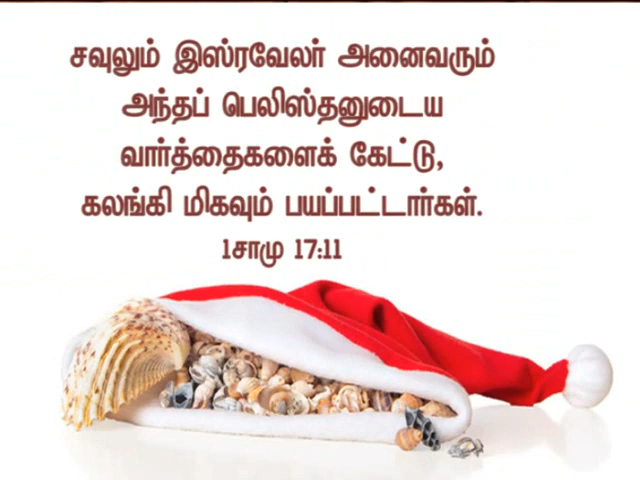 சவுலும் இஸ்ரவேலர் அனைவரும்
அந்தப் பெலிஸ்தனுடைய
வார்த்தைகளைக் கேட்டு,
கலங்கி மிகவும் பயப்பட்டார்கள்.
1சாமு 17:11